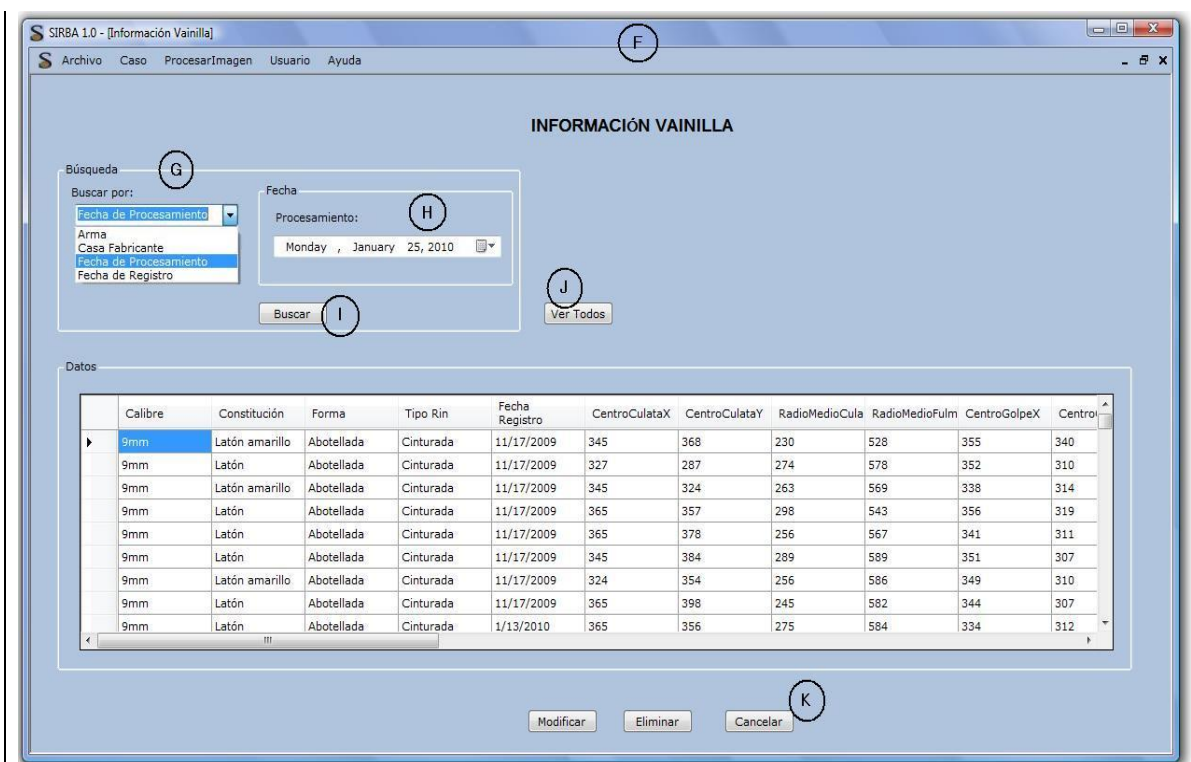 SIRBA 1.0 - [Información Vainilla]
F
Archivo Caso ProcesarImagen Usuario Ayuda
INFORMACIÓN VAINILLA
Búsqueda
G
Buscar por:
Fecha de Procesamiento
Arma
Casa Fabricante
Fecha de Procesamiento
Fecha de Registro
Fecha
H
Procesamiento:
Monday , January 25, 2010
Buscar
I
J
Ver Todos
Datos
Calibre Constitución Forma Tipo Rin Fecha Registro CentroCulataX CentroCulataY RadioMedioCula RadioMedioFulmi CentroGolpeX Centro
9mm Latón amarillo Abotellada Cinturada 11/17/2009 345 368 230 528 355 340
9mm Latón Abotellada Cinturada 11/17/2009 327 287 274 578 352 310
9mm Latón amarillo Abotellada Cinturada 11/17/2009 345 324 263 569 338 314
9mm Latón Abotellada Cinturada 11/17/2009 365 357 298 543 356 319
9mm Latón Abotellada Cinturada 11/17/2009 365 378 256 567 341 311
9mm Latón Abotellada Cinturada 11/17/2009 345 384 289 589 351 307
9mm Latón amarillo Abotellada Cinturada 11/17/2009 324 354 256 586 349 310
9mm Latón Abotellada Cinturada 11/17/2009 365 398 245 582 344 307
9mm Latón Abotellada Cinturada 1/13/2010 365 356 275 584 334 312
K
Modificar Eliminar Cancelar